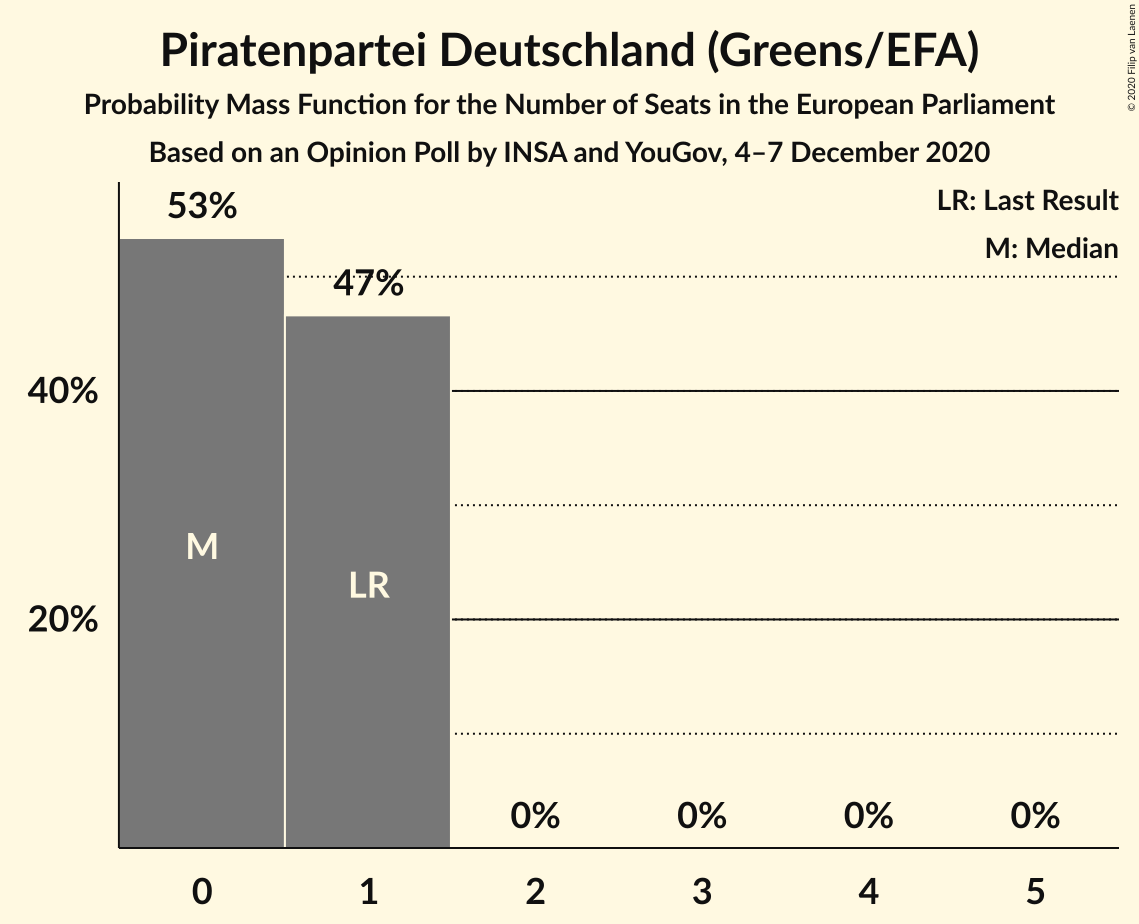 Piratenpartei Deutschland (Greens/EFA)
Probability Mass Function for the Number of Seats in the European Parliament
Based on an Opinion Poll by INSA and YouGov, 4–7 December 2020
© 2020 Filip van Laenen
LR: Last Result
M: Median
53%
47%
40%
20%
M
LR
0%
0%
0%
0%
0
1
2
3
4
5